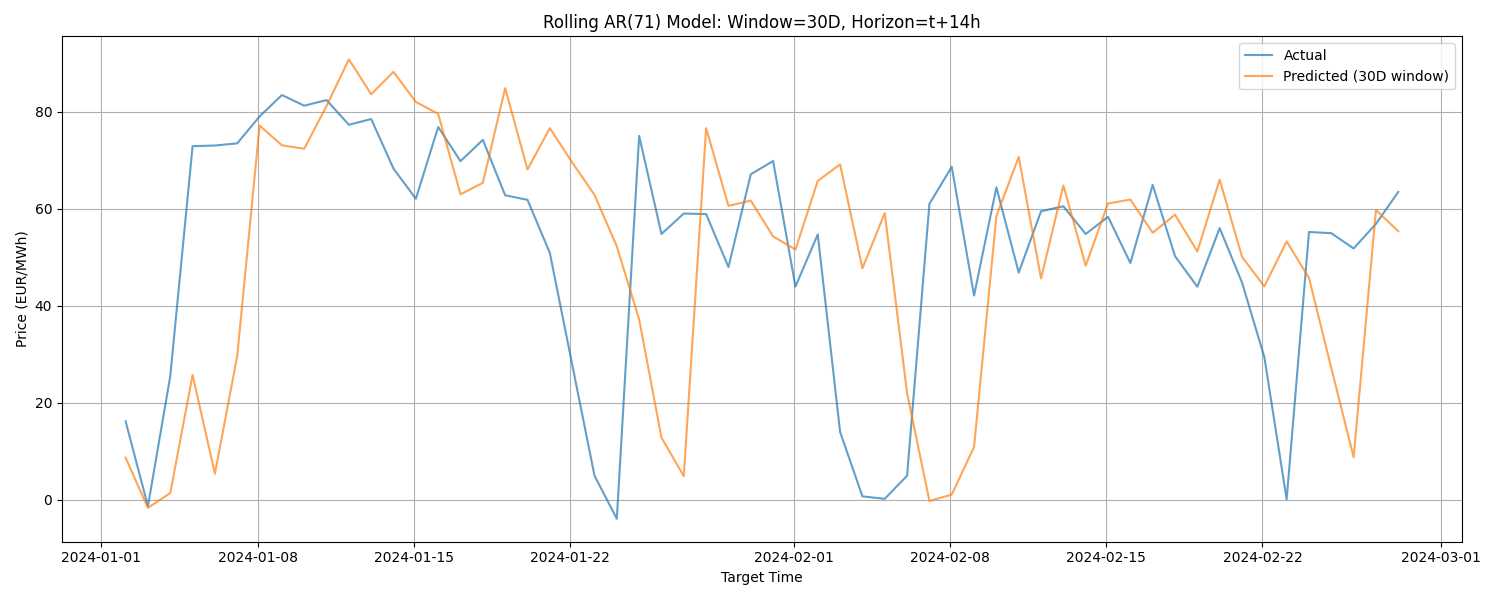 Rolling AR(71) Model: Window=30D, Horizon=t+14h
Actual
Predicted (30D window)
Price (EUR/MWh)
80
60
40
20
0
2024-01-01
2024-01-08
2024-01-15
2024-01-22
2024-02-01
2024-02-08
2024-02-15
2024-02-22
2024-03-01
Target Time